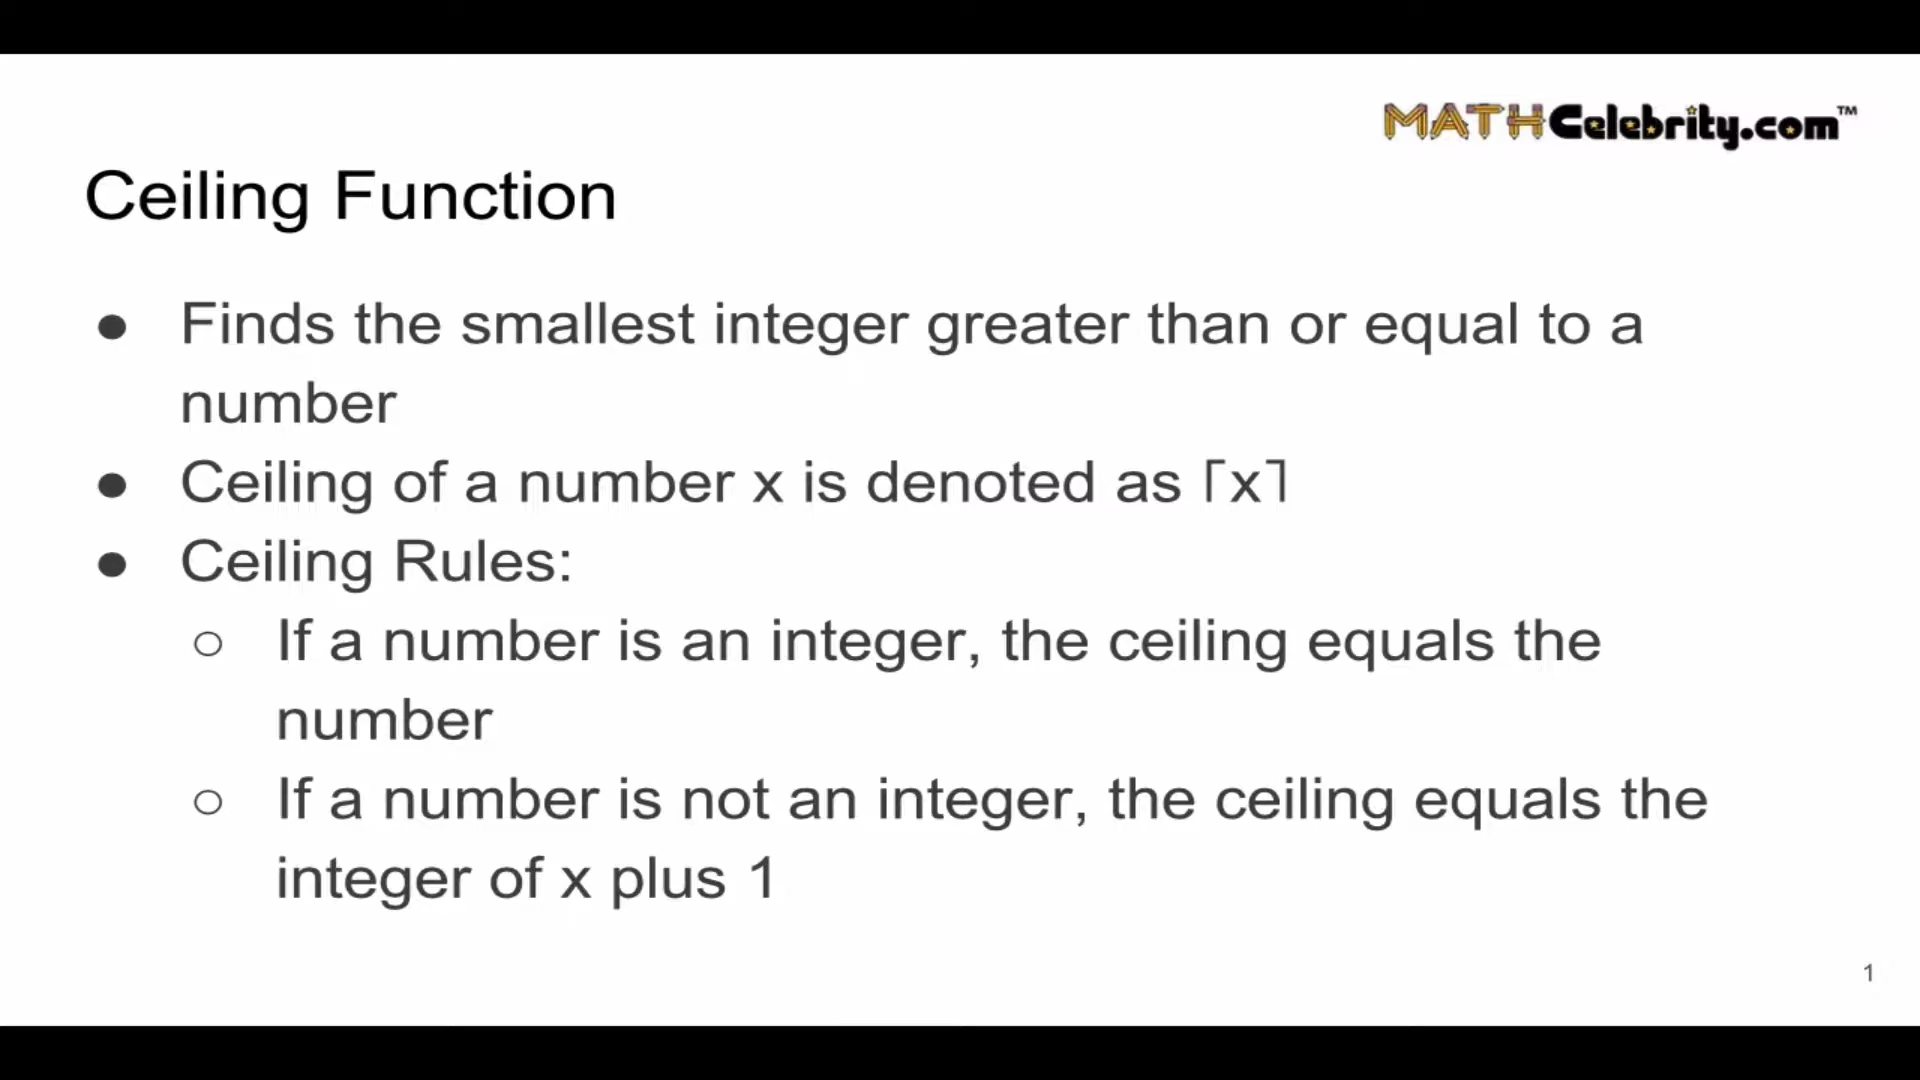 MATHCelebrity.com™
Ceiling Function
● Finds the smallest integer greater than or equal to a
number
● Ceiling of a number x is denoted as ⌈x⌉
● Ceiling Rules:
○ If a number is an integer, the ceiling equals the
number
○ If a number is not an integer, the ceiling equals the
integer of x plus 1
1